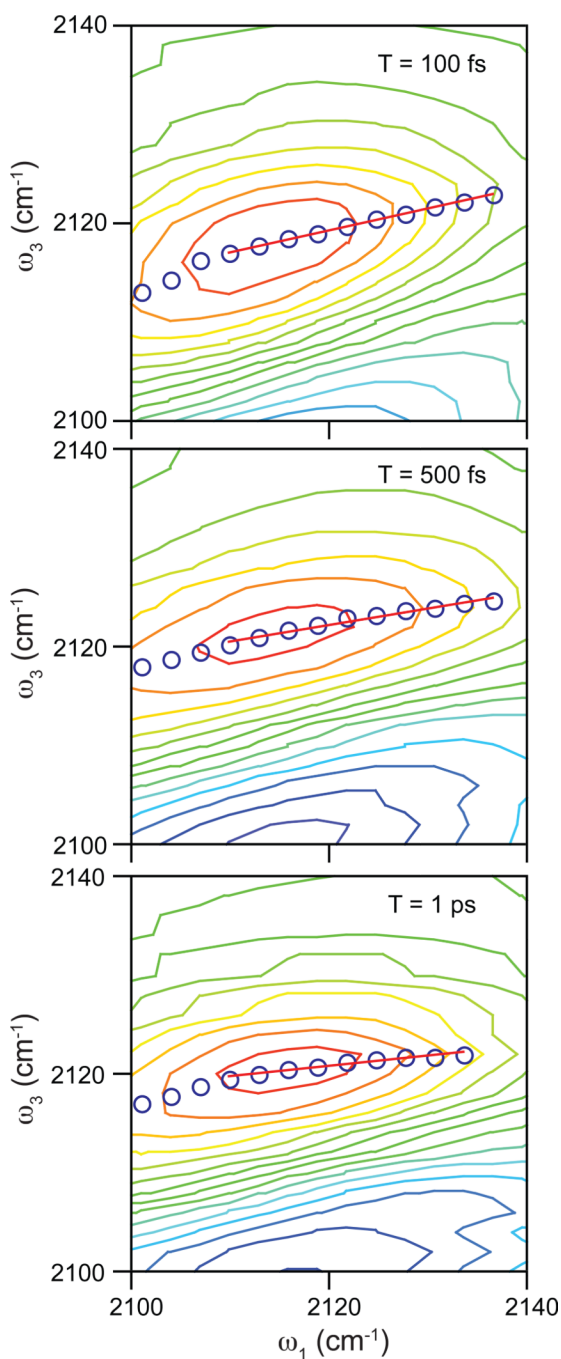 2140
T = 100 fs
2120
ω₃ (cm⁻¹)
2100
2140
T = 500 fs
2120
ω₃ (cm⁻¹)
2100
2140
T = 1 ps
2120
ω₃ (cm⁻¹)
2100
2100 2120 2140
ω₁ (cm⁻¹)